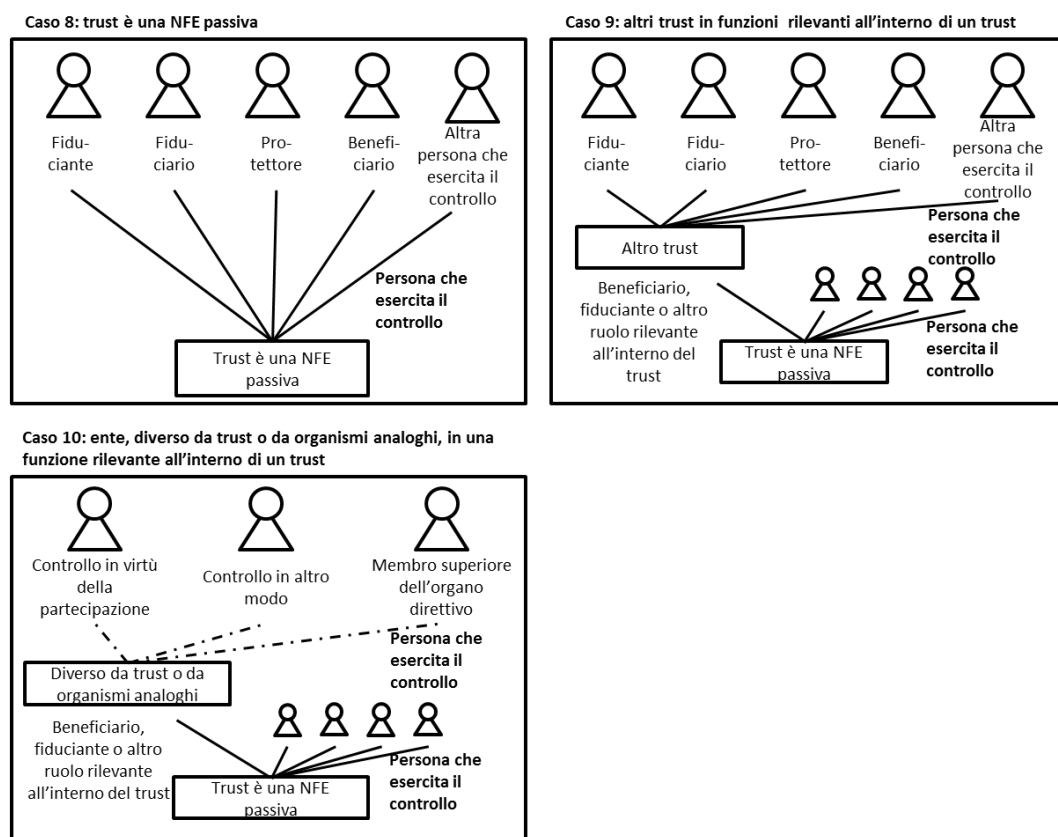 Caso 8: trust è una NFE passiva
Fidu-
ciante
Fidu-
ciario
Pro-
tettore
Benefi-
ciario
Altra
persona che
esercita il
controllo
Persona che
esercita il
controllo
Trust è una NFE
passiva
Caso 9: altri trust in funzioni rilevanti all’interno di un trust
Fidu-
ciante
Fidu-
ciario
Pro-
tettore
Benefi-
ciario
Altra
persona che
esercita il
controllo
Persona che
esercita il
controllo
Altro trust
Beneficiario,
fiduciante o altro
ruolo rilevante
all’interno del
trust
Persona che
esercita il
controllo
Trust è una NFE
passiva
Caso 10: ente, diverso da trust o da organismi analoghi, in una
funzione rilevante all’interno di un trust
Controllo in virtù
della
partecipazione
Controllo in altro
modo
Membro superiore
dell’organo
direttivo
Persona che
esercita il
controllo
Diverso da trust o da
organismi analoghi
Beneficiario,
fiduciante o altro
ruolo rilevante
all’interno del trust
Persona che
esercita il
controllo
Trust è una NFE
passiva